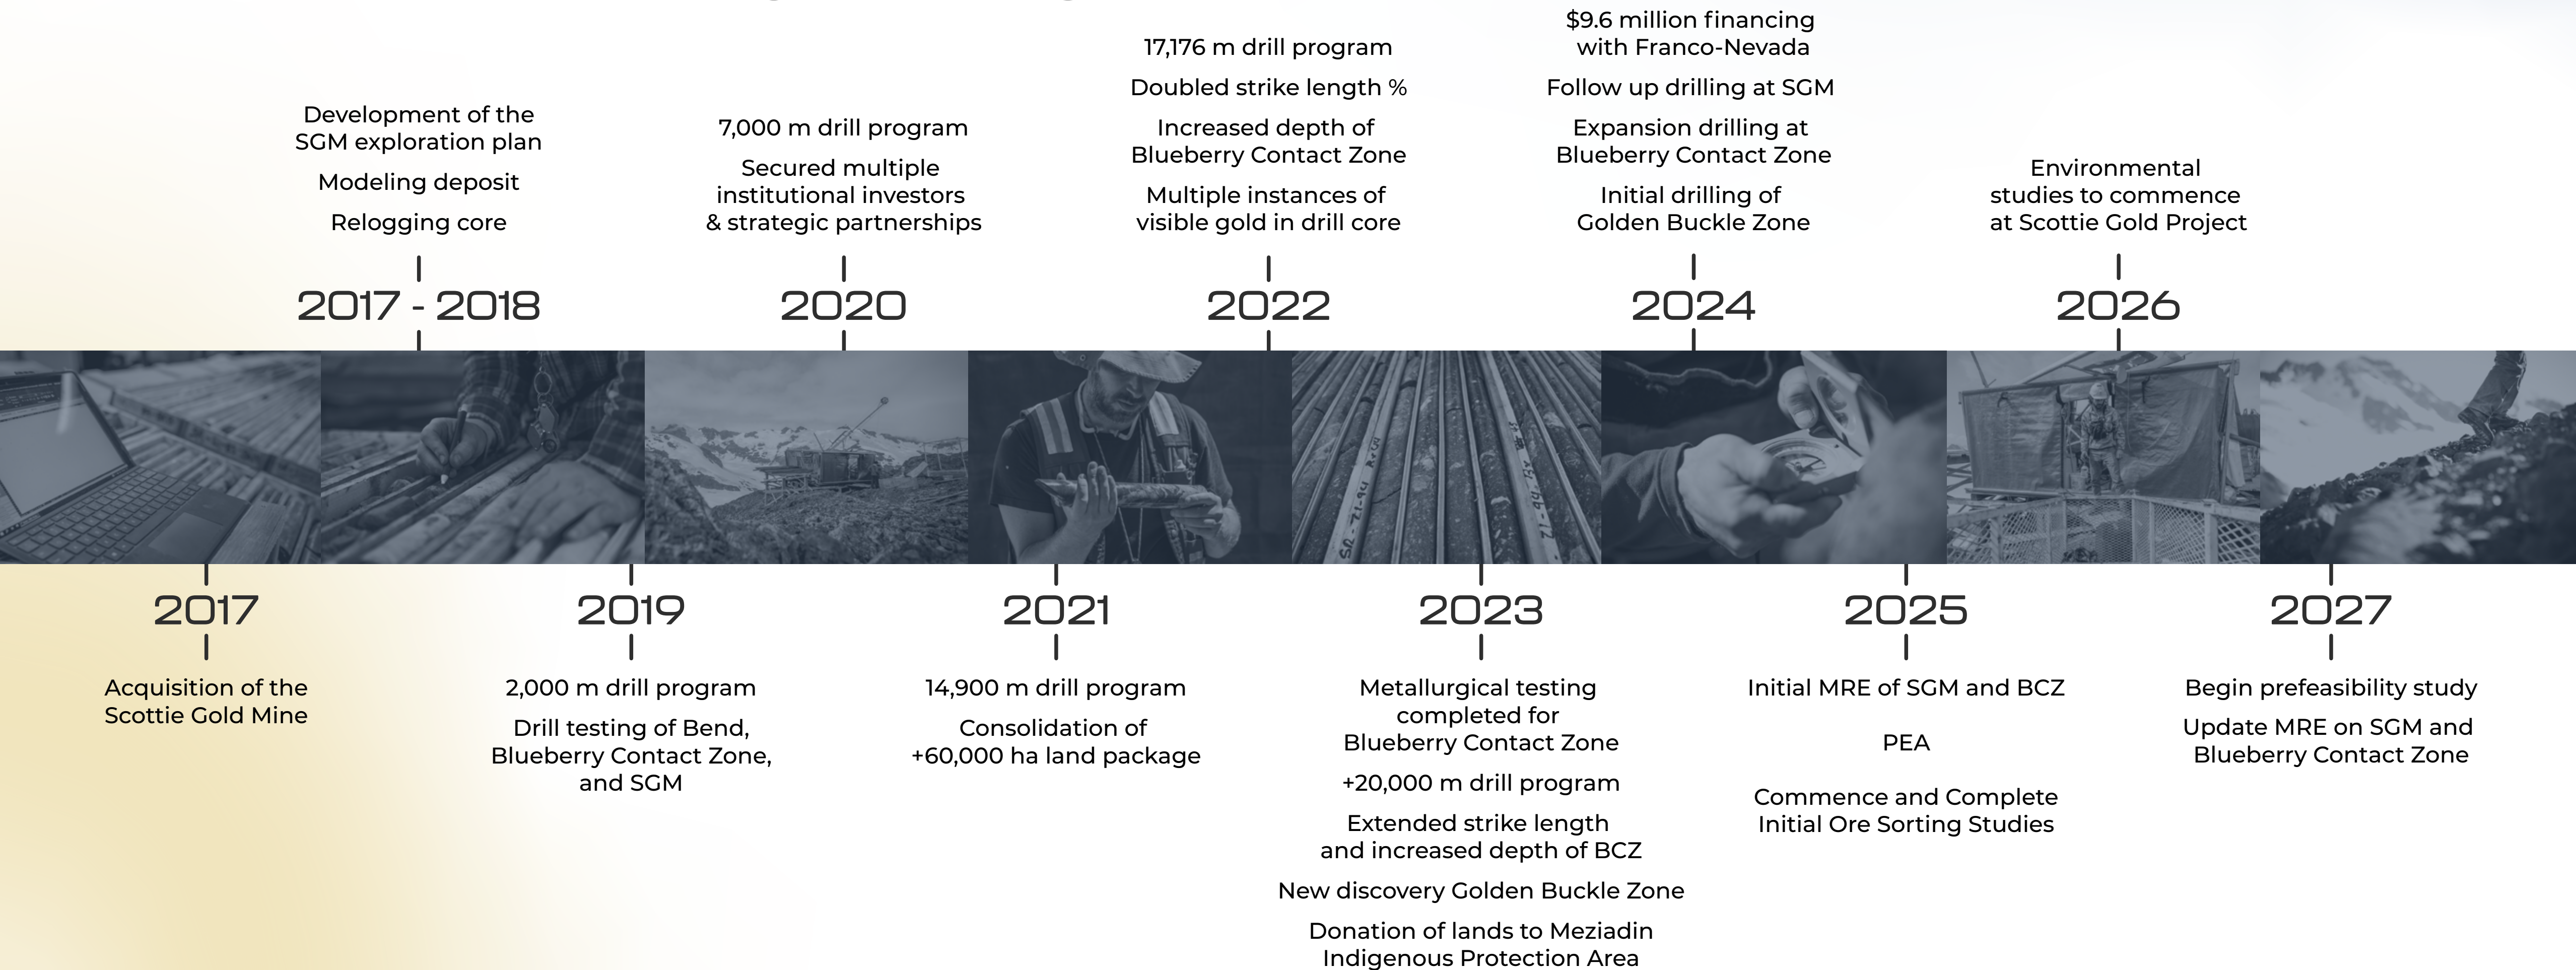 $9.6 million financing
with Franco-Nevada
Follow up drilling at SGM
Expansion drilling at
Blueberry Contact Zone
Initial drilling of
Golden Buckle Zone
2024
17,176 m drill program
Doubled strike length %
Increased depth of
Blueberry Contact Zone
Multiple instances of
visible gold in drill core
2022
Development of the
SGM exploration plan
Modeling deposit
Relogging core
2017 - 2018
7,000 m drill program
Secured multiple
institutional investors
& strategic partnerships
2020
Environmental
studies to commence
at Scottie Gold Project
2026
2017
Acquisition of the
Scottie Gold Mine
2019
2,000 m drill program
Drill testing of Bend,
Blueberry Contact Zone,
and SGM
2021
14,900 m drill program
Consolidation of
+60,000 ha land package
2023
Metallurgical testing
completed for
Blueberry Contact Zone
+20,000 m drill program
Extended strike length
and increased depth of BCZ
New discovery Golden Buckle Zone
Donation of lands to Meziadin
Indigenous Protection Area
2025
Initial MRE of SGM and BCZ
PEA
Commence and Complete
Initial Ore Sorting Studies
2027
Begin prefeasibility study
Update MRE on SGM and
Blueberry Contact Zone